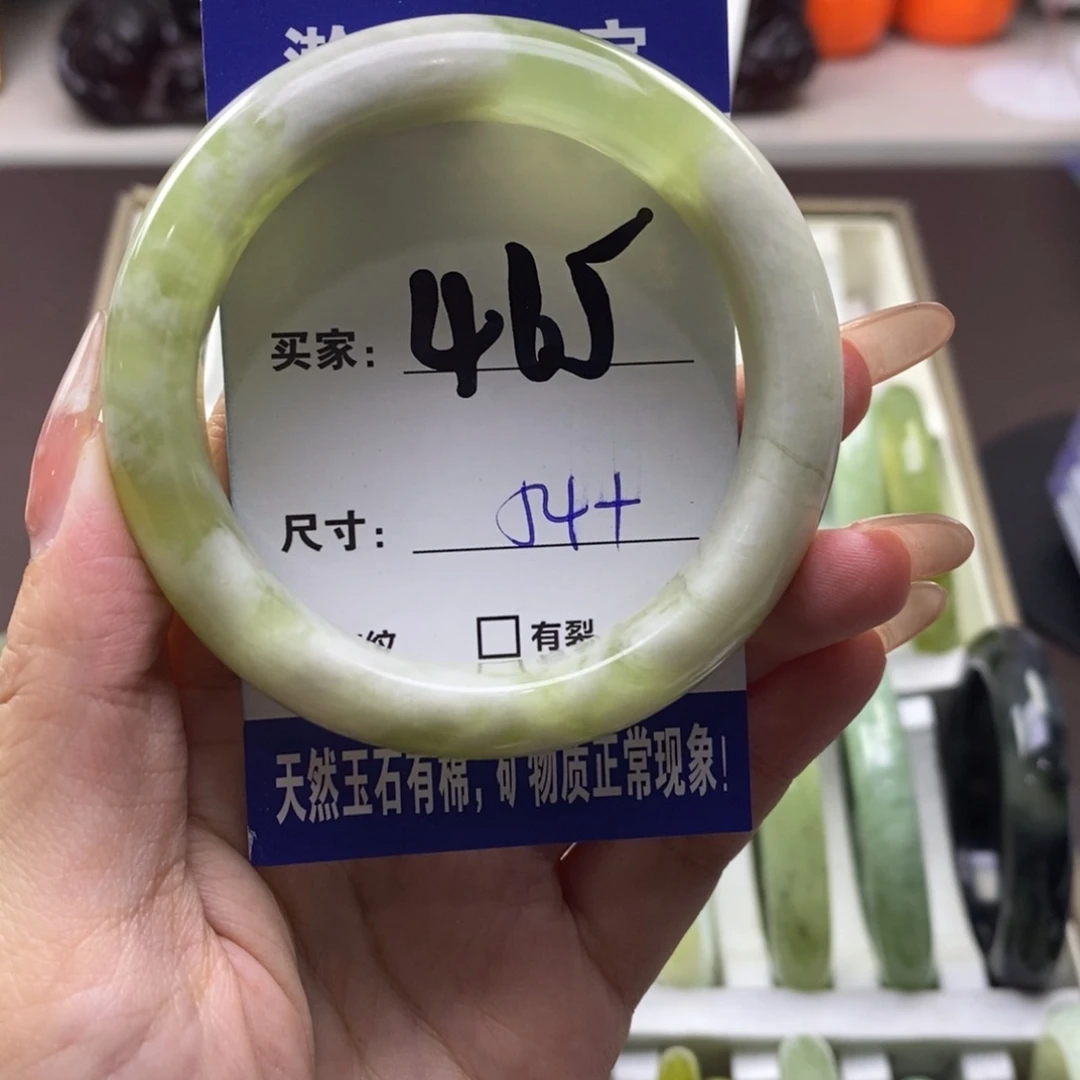 买家： 465
尺寸： 54+
纹 □有裂
天然玉石有棉，矿物质正常现象！